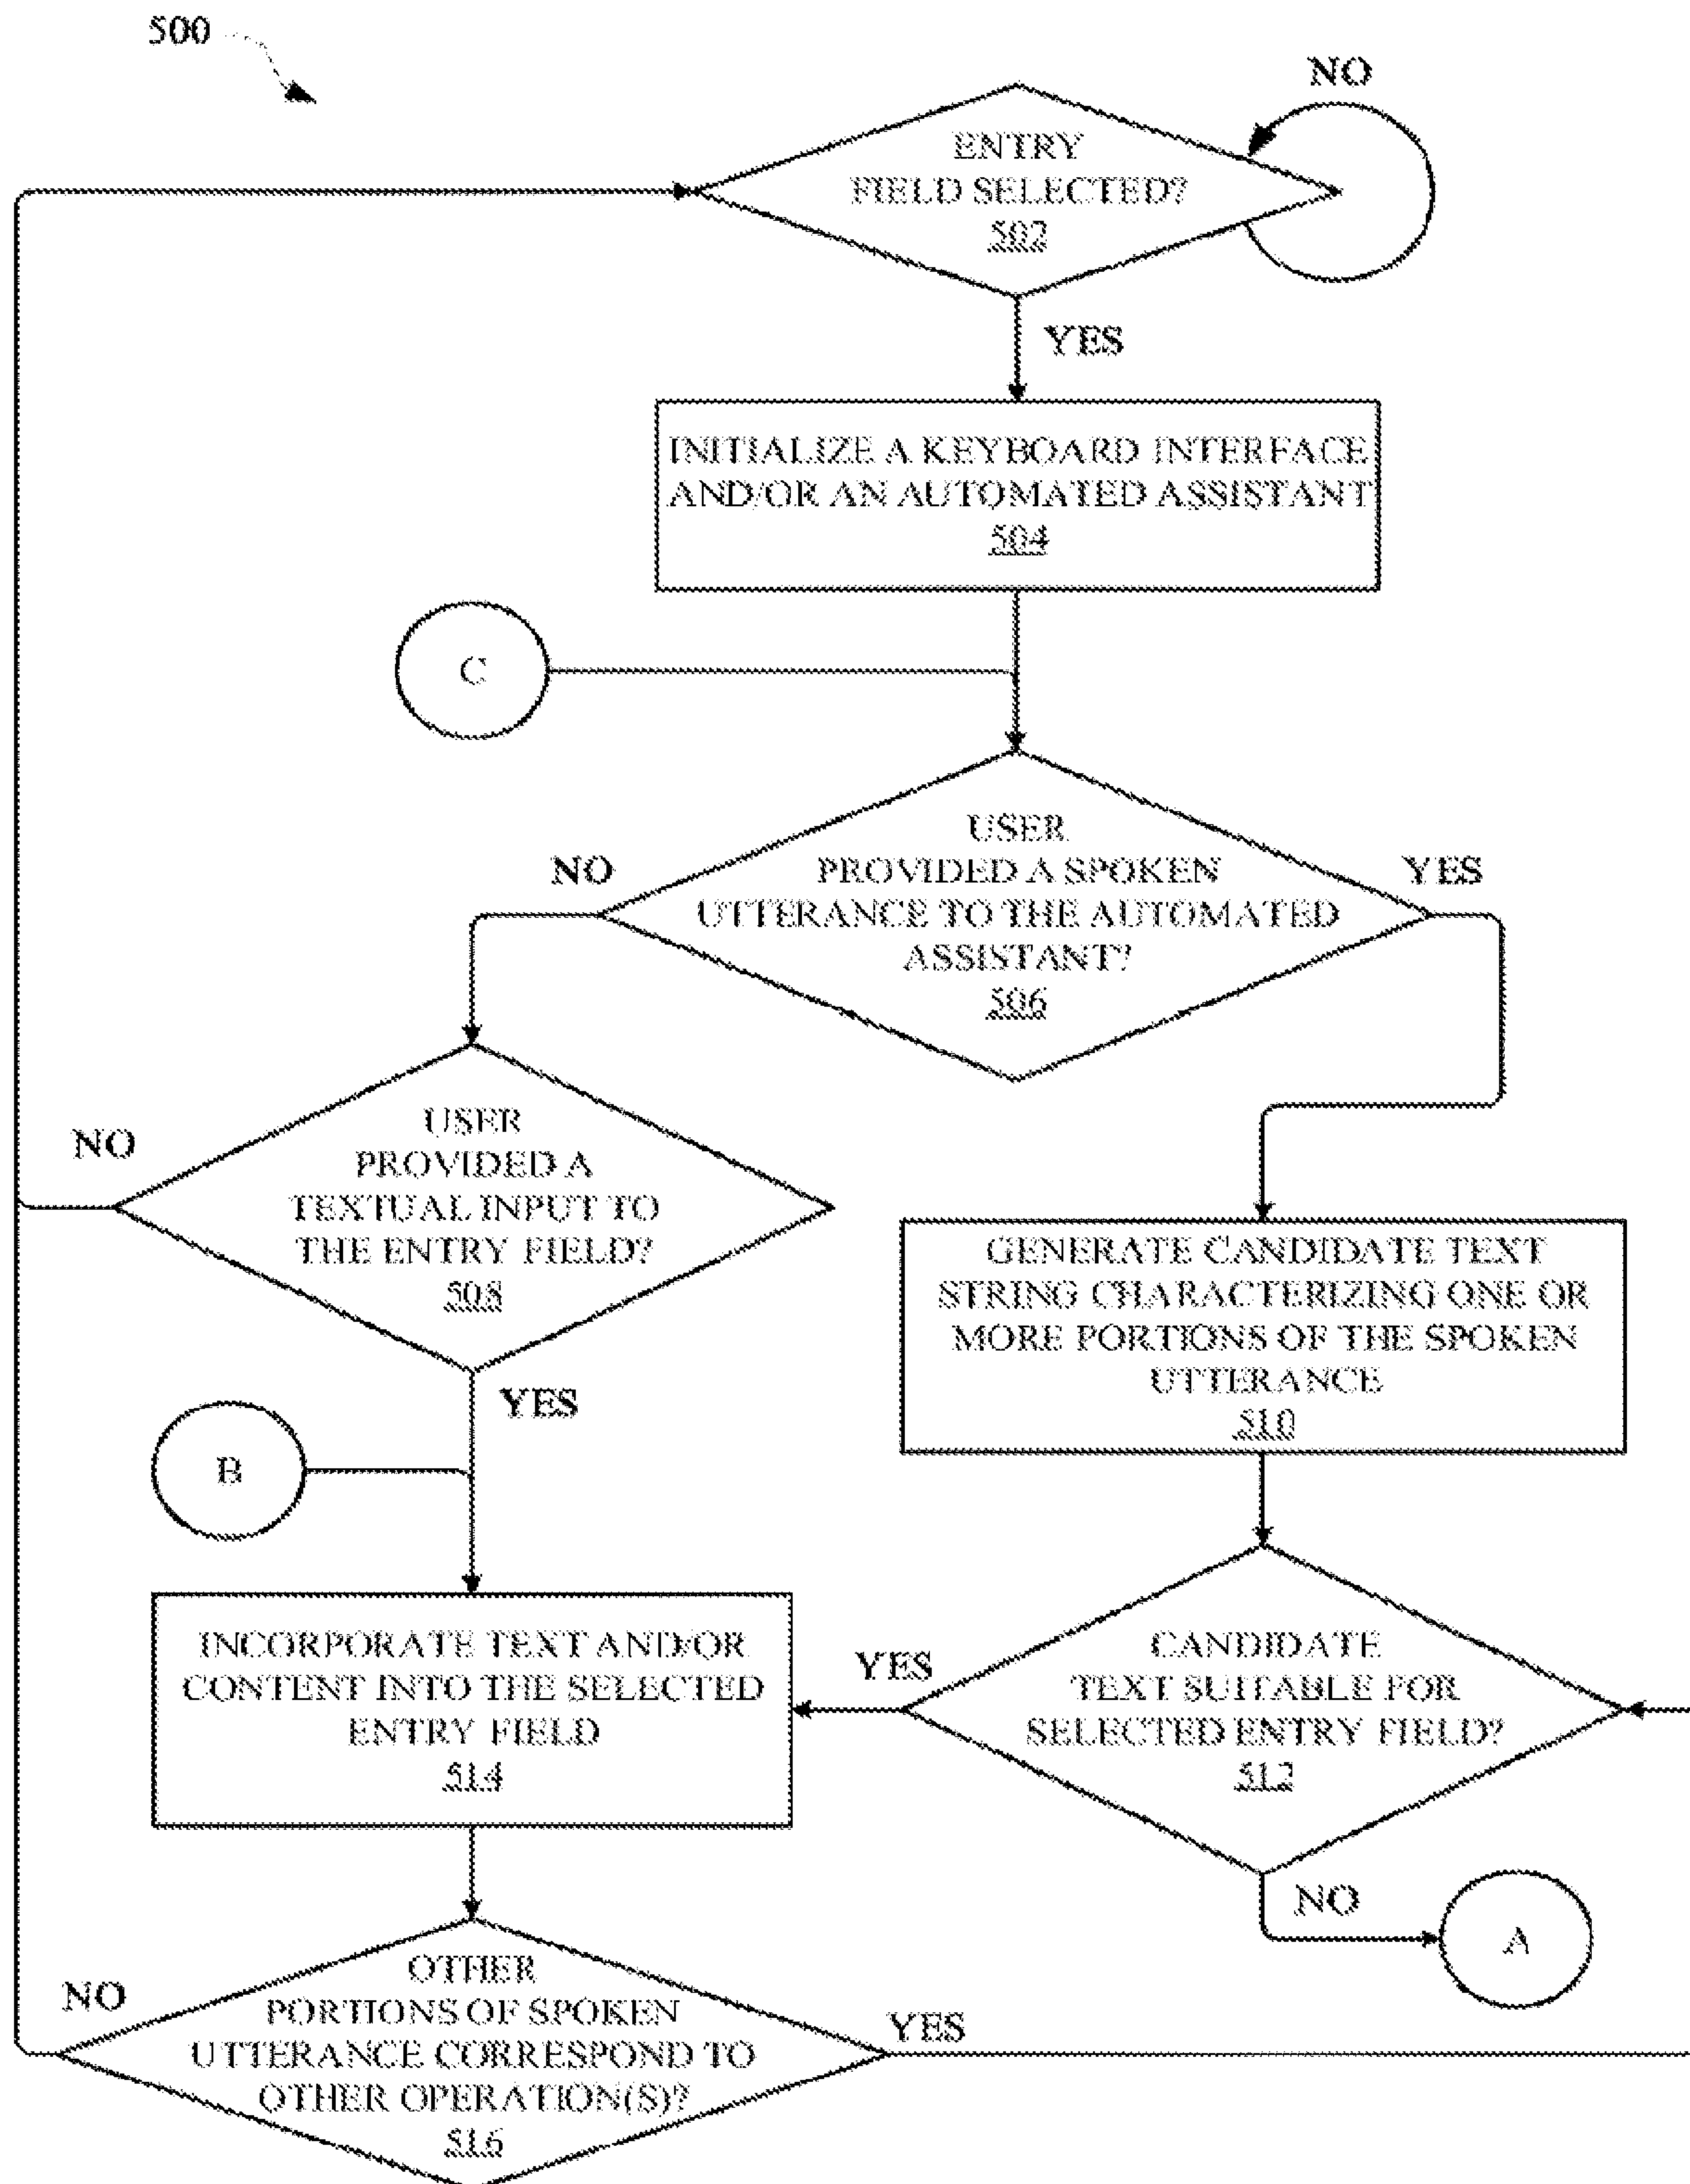 500
NO
ENTRY
FIELD SELECTED?
502
YES
INITIALIZE A KEYBOARD INTERFACE
AND/OR AN AUTOMATED ASSISTANT
504
C
USER
PROVIDED A SPOKEN
UTTERANCE TO THE AUTOMATED
ASSISTANT?
506
NO
YES
USER
PROVIDED A
TEXTUAL INPUT TO
THE ENTRY FIELD?
508
NO
YES
GENERATE CANDIDATE TEXT
STRING CHARACTERIZING ONE OR
MORE PORTIONS OF THE SPOKEN
UTTERANCE
510
B
INCORPORATE TEXT AND/OR
CONTENT INTO THE SELECTED
ENTRY FIELD
514
YES
CANDIDATE
TEXT SUITABLE FOR
SELECTED ENTRY FIELD?
512
NO
A
NO
OTHER
PORTIONS OF SPOKEN
UTTERANCE CORRESPOND TO
OTHER OPERATION(S)?
516
YES